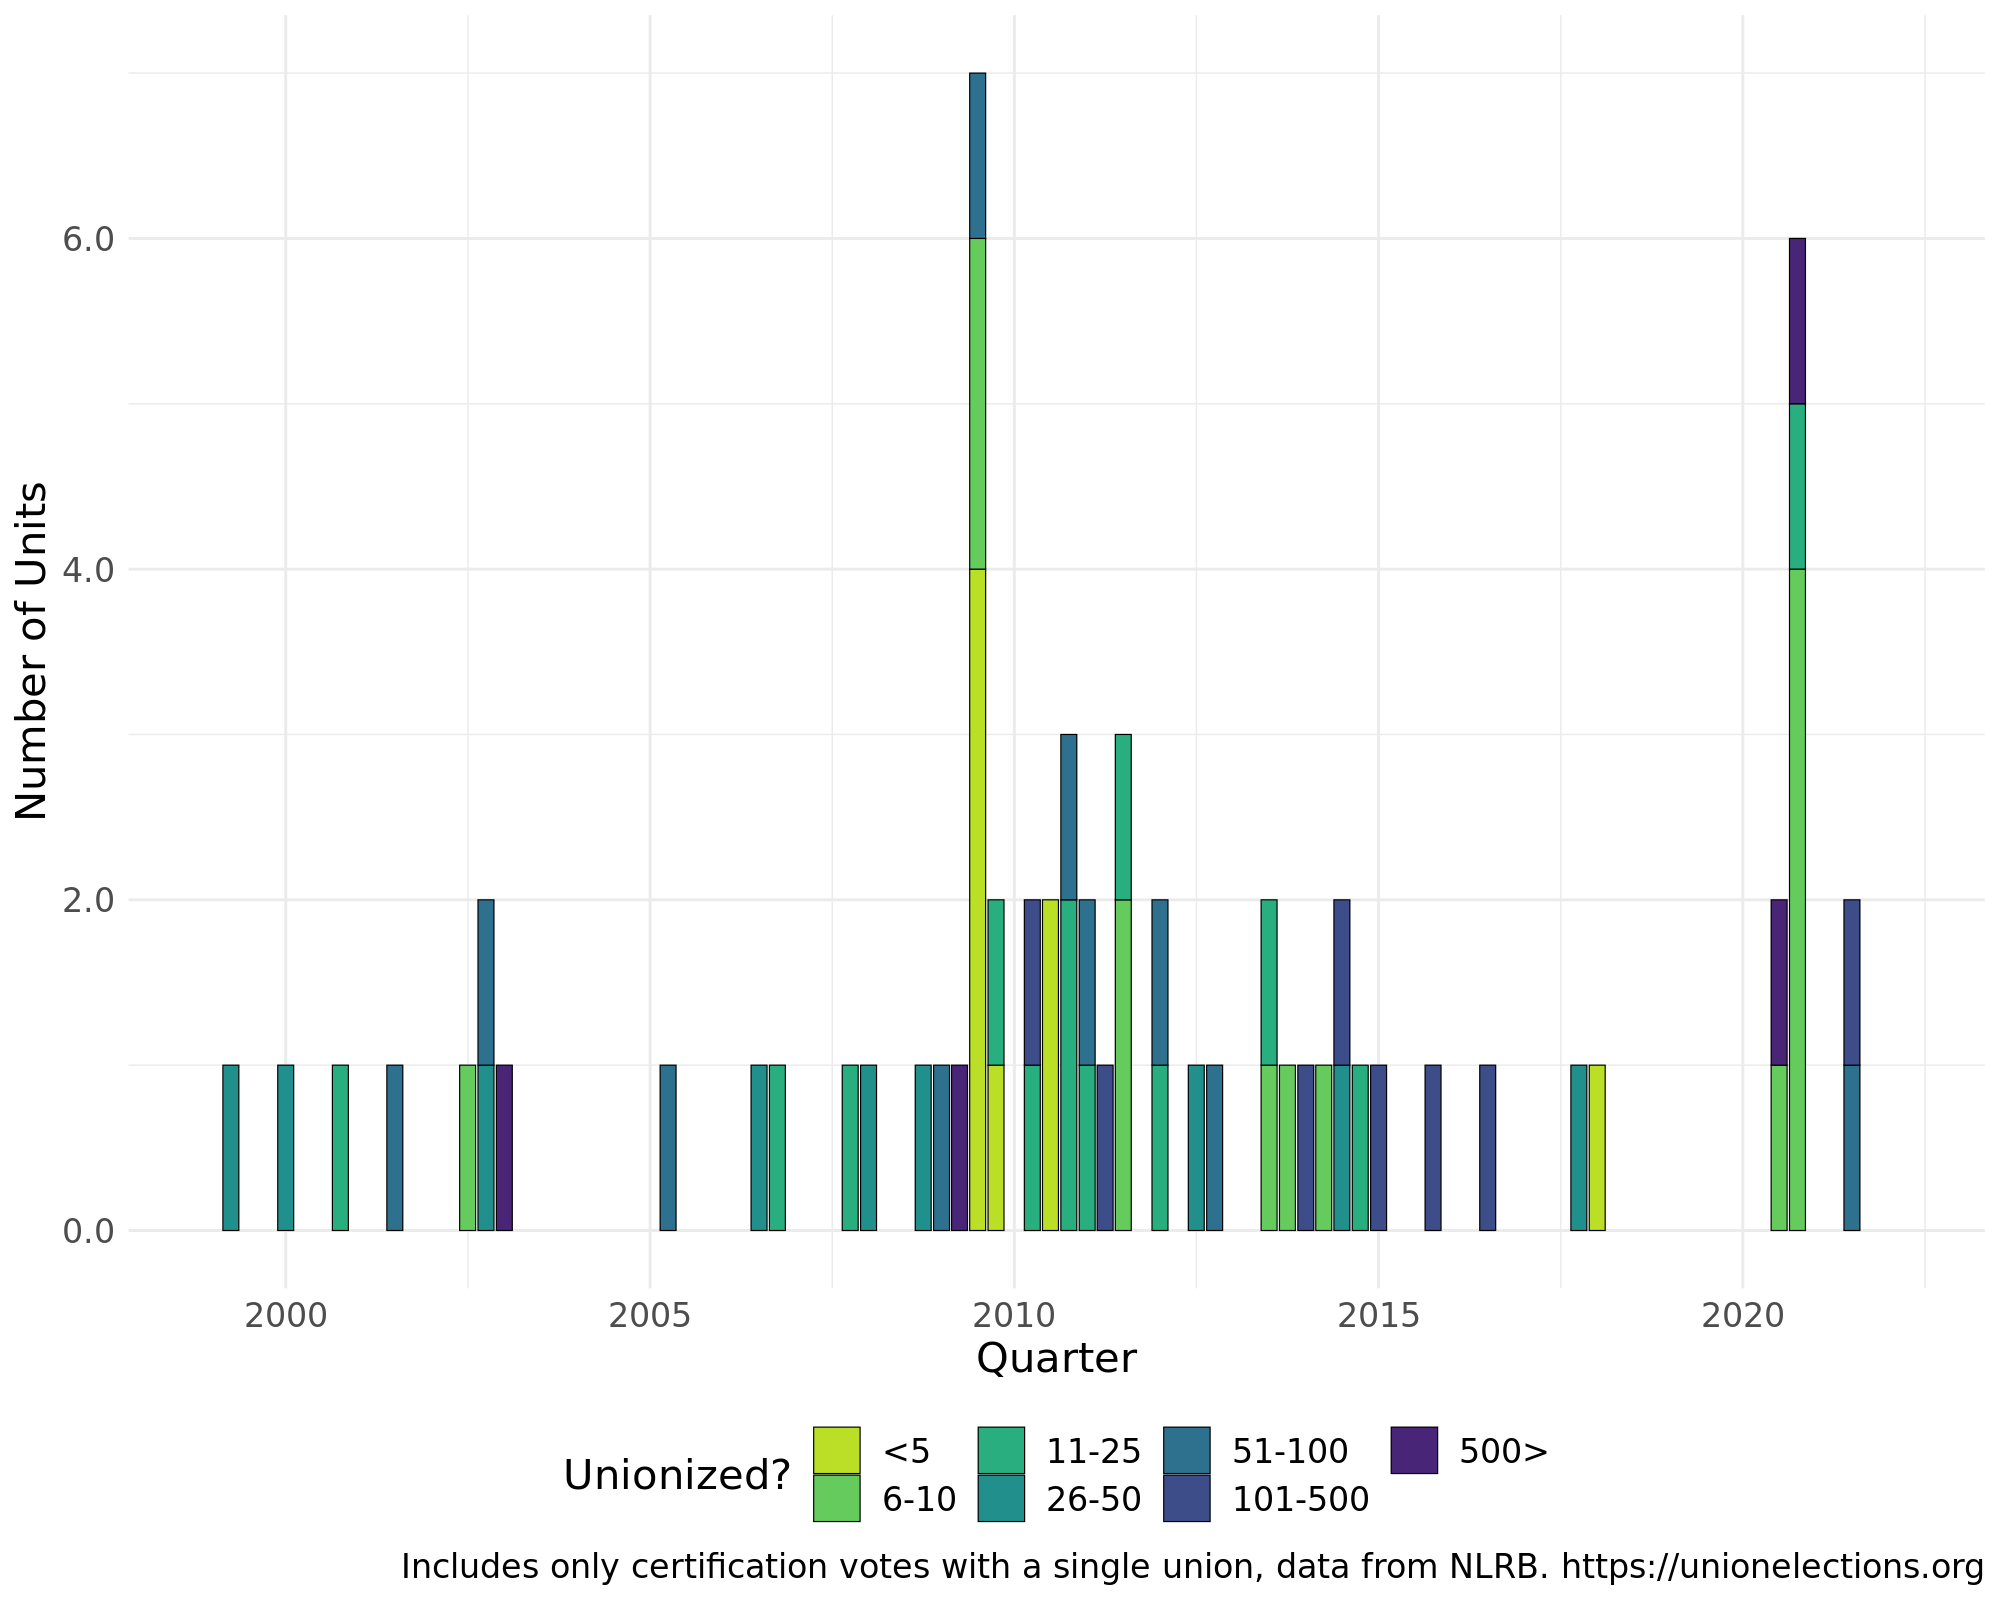 Number of Units
6.0
4.0
2.0
0.0
2000 2005 2010 2015 2020
Quarter
Unionized?
<5 11-25 51-100 500>
6-10 26-50 101-500
Includes only certification votes with a single union, data from NLRB. https://unionelections.org